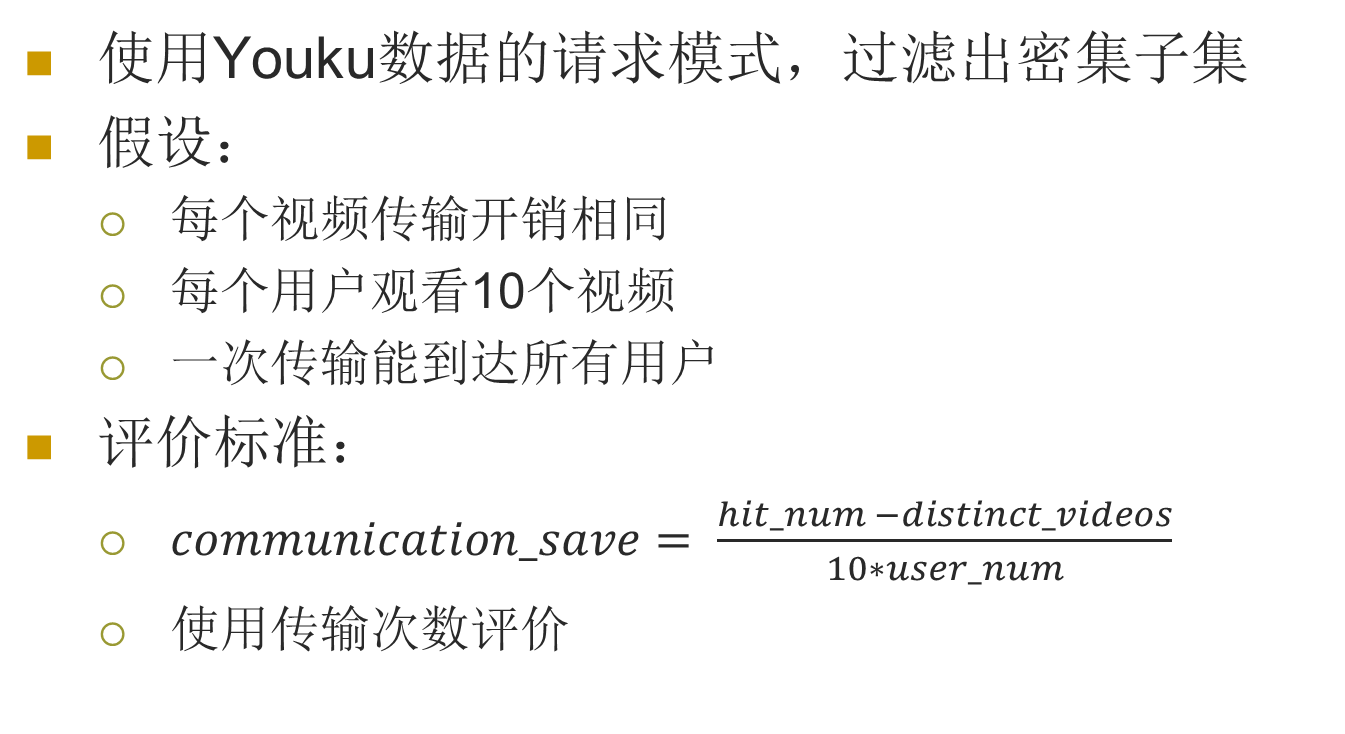 使用Youku数据的请求模式，过滤出密集子集
假设：
每个视频传输开销相同
每个用户观看10个视频
一次传输能到达所有用户
评价标准：
communication_save = \frac{hit_num − distinct_videos}{10*user_num}
使用传输次数评价